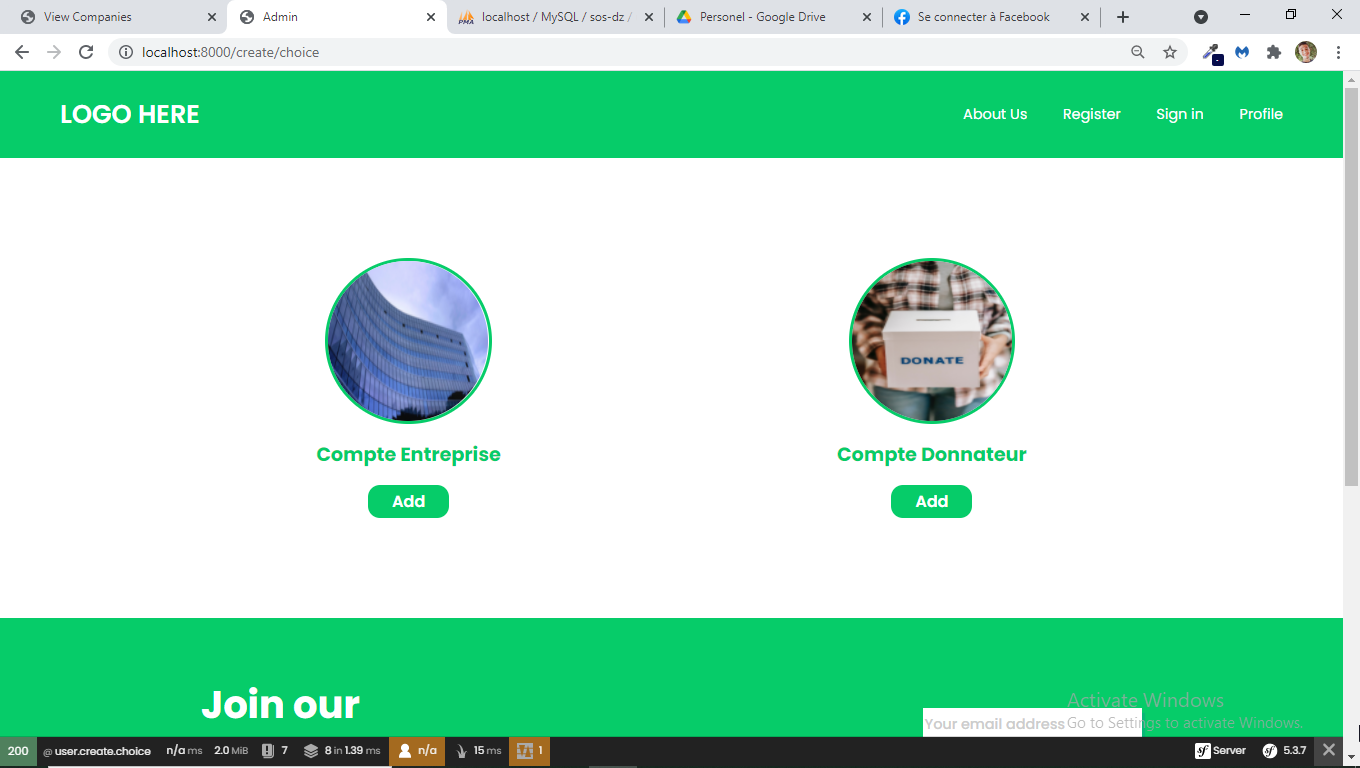 View Companies
Admin
localhost / MySQL / sos-dz /
Personel - Google Drive
Se connecter à Facebook
localhost:8000/create/choice
LOGO HERE
About Us
Register
Sign in
Profile
DONATE
Compte Entreprise
Compte Donnateur
Add
Add
Join our
Your email address
Activate Windows
Go to Settings to activate Windows.
200 @ user.create.choice n/a ms 2.0 MiB 7 8 in 1.39 ms n/a 15 ms 1 Server 5.3.7